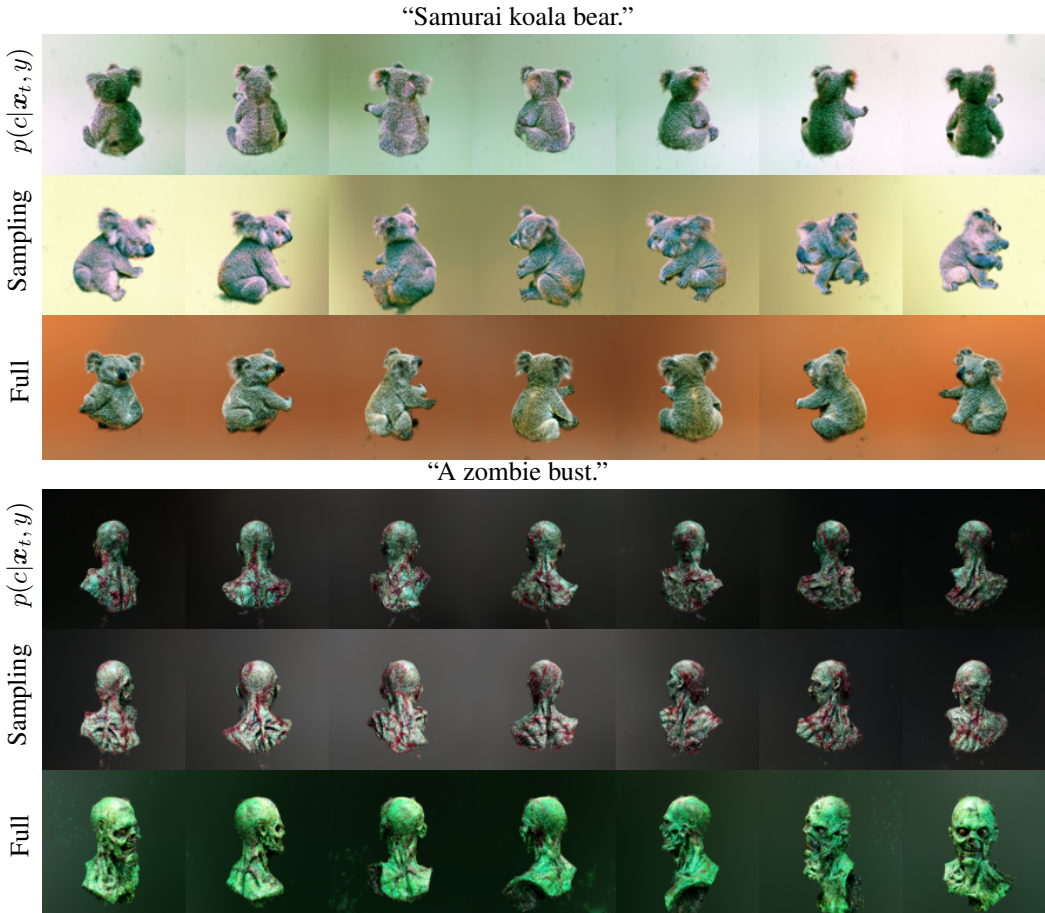 “Samurai koala bear.”
p(c|x_t, y)
Sampling
Full
“A zombie bust.”
p(c|x_t, y)
Sampling
Full